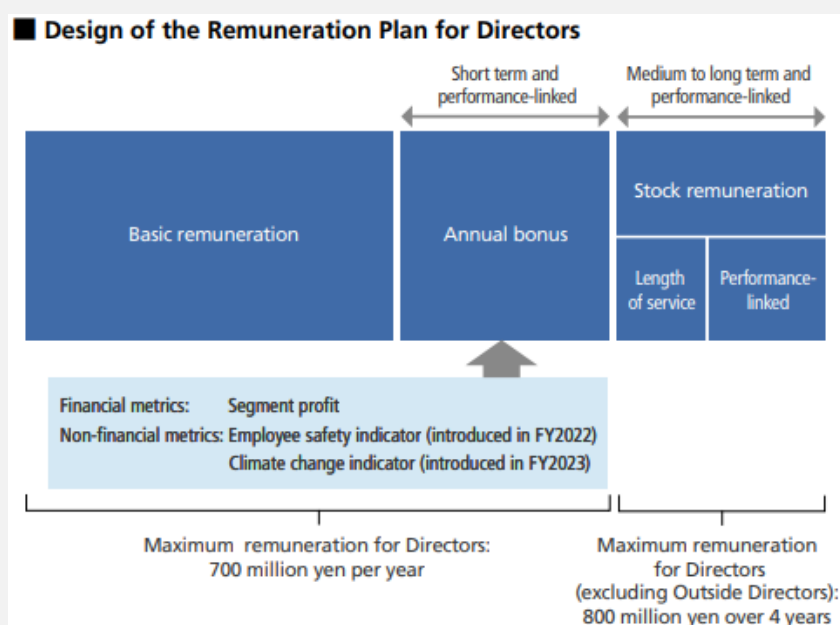 ■ Design of the Remuneration Plan for Directors
Short term and
performance-linked
Medium to long term and
performance-linked
Basic remuneration
Annual bonus
Stock remuneration
Length
of service
Performance-
linked
Financial metrics: Segment profit
Non-financial metrics: Employee safety indicator (introduced in FY2022)
Climate change indicator (introduced in FY2023)
Maximum remuneration for Directors:
700 million yen per year
Maximum remuneration
for Directors
(excluding Outside Directors):
800 million yen over 4 years